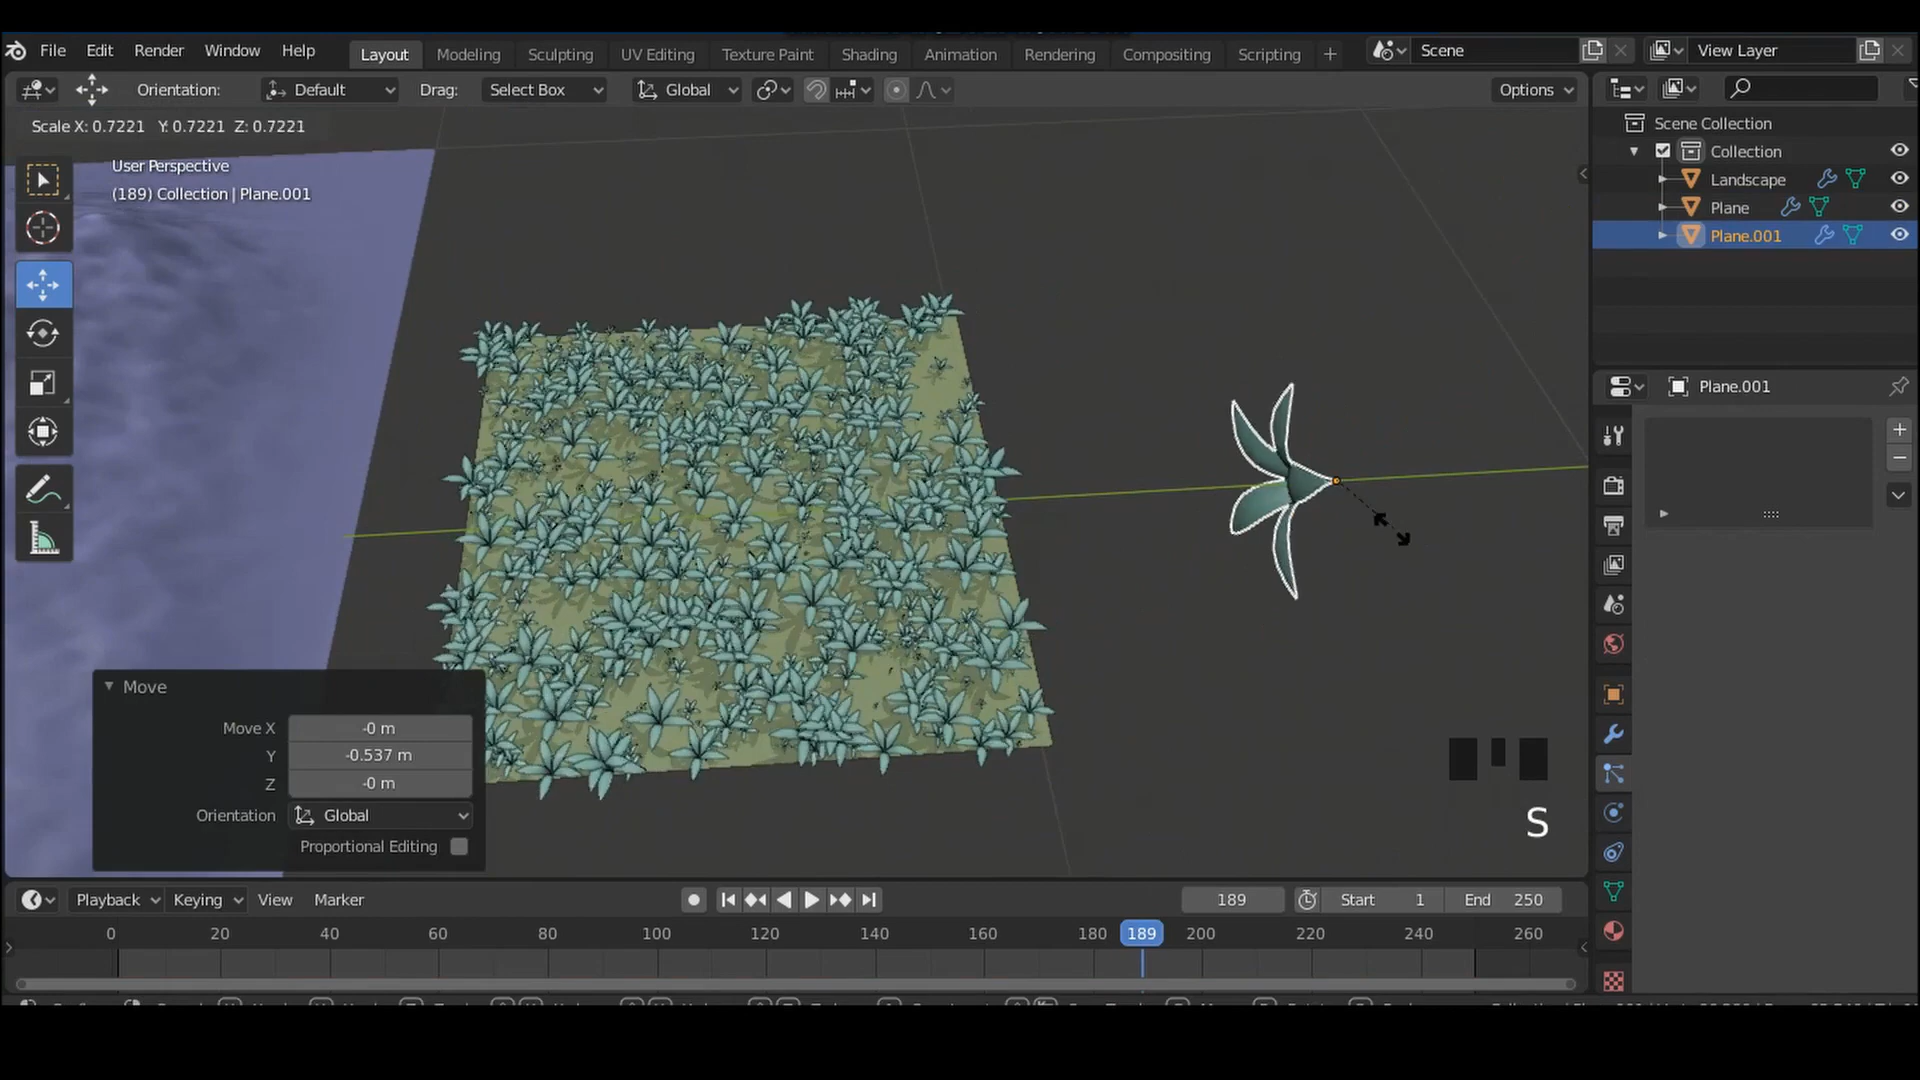 File Edit Render Window Help Layout Modeling Sculpting UV Editing Texture Paint Shading Animation Rendering Compositing Scripting + Scene View Layer
Orientation: Default Drag: Select Box Global Options
Scale X: 0.7221 Y: 0.7221 Z: 0.7221
User Perspective
(189) Collection | Plane.001
Scene Collection
Collection
Landscape
Plane
Plane.001
Plane.001
Move
Move X -0 m
Y -0.537 m
Z -0 m
Orientation Global
Proportional Editing
S
Playback Keying View Marker 189 Start 1 End 250
0 20 40 60 80 100 120 140 160 180 189 200 220 240 260